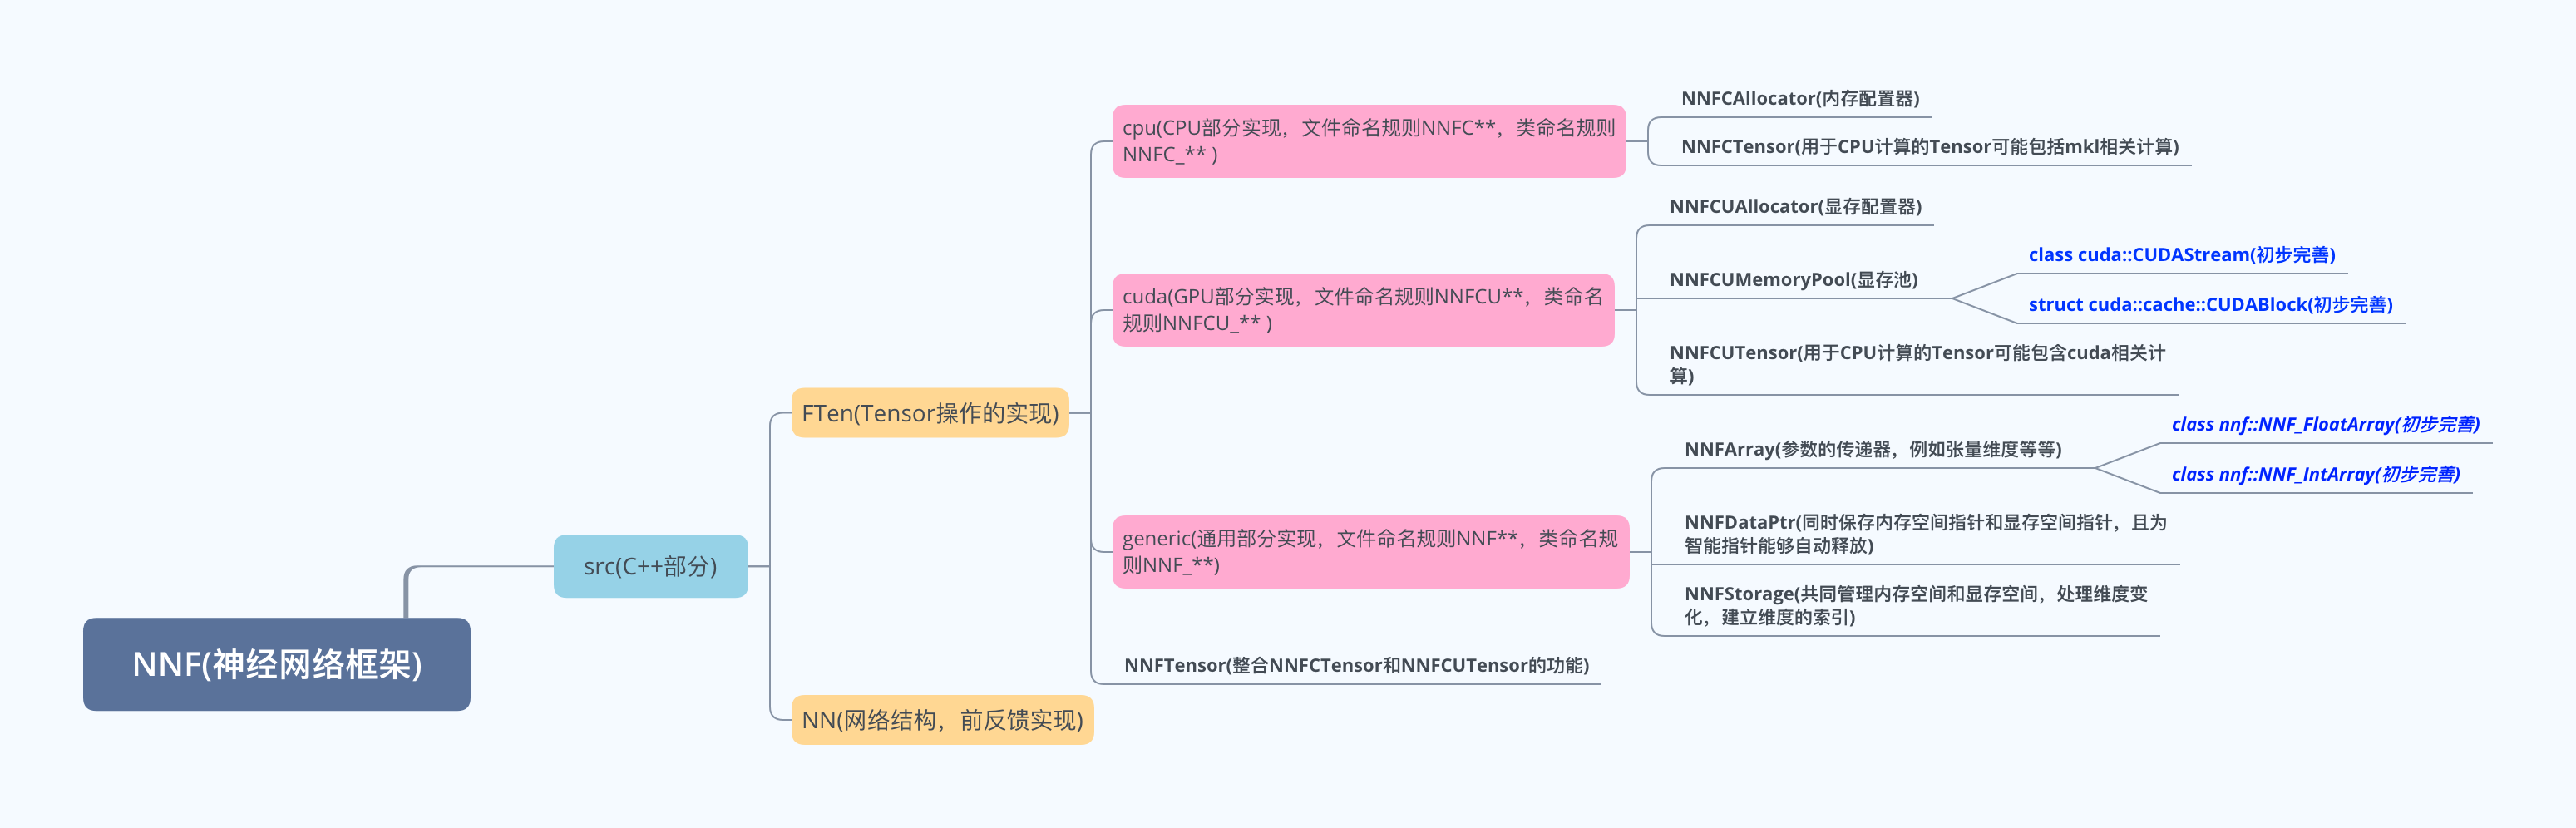 NNFCAllocator(内存配置器)
cpu(CPU部分实现，文件命名规则NNFC**，类命名规则
NNFC_** )
NNFCTensor(用于CPU计算的Tensor可能包括mkl相关计算)
NNFCUAllocator(显存配置器)
class cuda::CUDAStream(初步完善)
NNFCUMemoryPool(显存池)
struct cuda::cache::CUDABlock(初步完善)
cuda(GPU部分实现，文件命名规则NNFCU**，类命名
规则NNFCU_** )
NNFCUTensor(用于CPU计算的Tensor可能包含cuda相关计
算)
FTen(Tensor操作的实现)
class nnf::NNF_FloatArray(初步完善)
NNFArray(参数的传递器，例如张量维度等等)
class nnf::NNF_IntArray(初步完善)
NNFDataPtr(同时保存内存空间指针和显存空间指针，且为
智能指针能够自动释放)
generic(通用部分实现，文件命名规则NNF**，类命名规
则NNF_**)
src(C++部分)
NNFStorage(共同管理内存空间和显存空间，处理维度变
化，建立维度的索引)
NNF(神经网络框架)
NNFTensor(整合NNFCTensor和NNFCUTensor的功能)
NN(网络结构，前反馈实现)